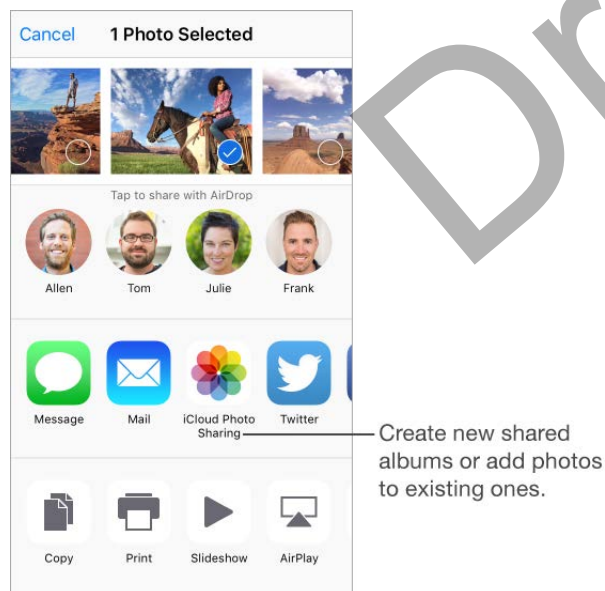 Cancel 1 Photo Selected
Tap to share with AirDrop
Allen Tom Julie Frank
Message Mail iCloud Photo Sharing Twitter
Create new shared
albums or add photos
to existing ones.
Copy Print Slideshow AirPlay